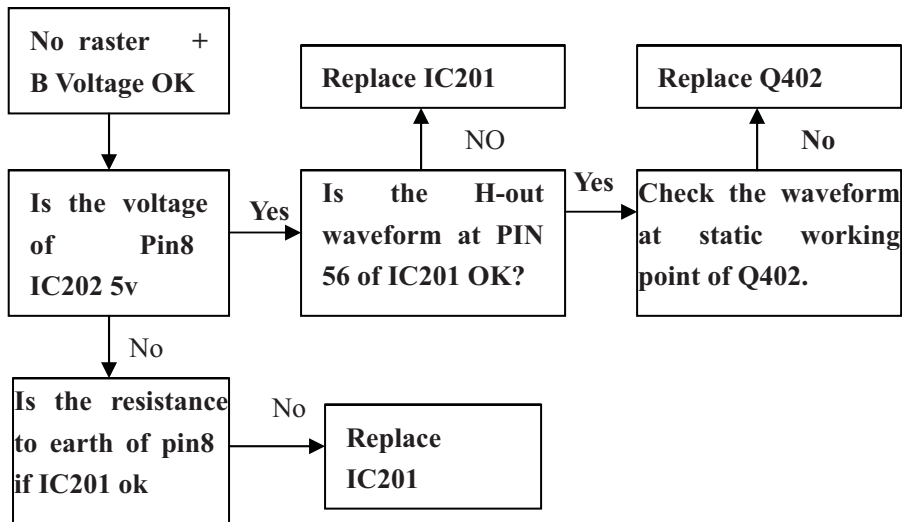 No raster +
B Voltage OK
Replace IC201
Replace Q402
NO
No
Is the voltage
of Pin8
IC202 5v
Yes
Is the H-out
waveform at PIN
56 of IC201 OK?
Yes
Check the waveform
at static working
point of Q402.
No
Is the resistance
to earth of pin8
if IC201 ok
No
Replace
IC201